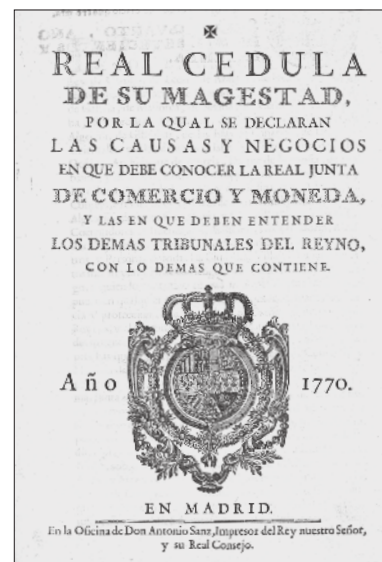 ✠
REAL CEDULA
DE SU MAGESTAD,
POR LA QUAL SE DECLARAN
LAS CAUSAS Y NEGOCIOS
EN QUE DEBE CONOCER LA REAL JUNTA
DE COMERCIO Y MONEDA,
Y LAS EN QUE DEBEN ENTENDER
LOS DEMAS TRIBUNALES DEL REYNO,
CON LO DEMAS QUE CONTIENE.
Año 1770.
EN MADRID.
En la Oficina de Don Antonio Sanz, Impresor del Rey nuestro Señor,
y su Real Consejo.